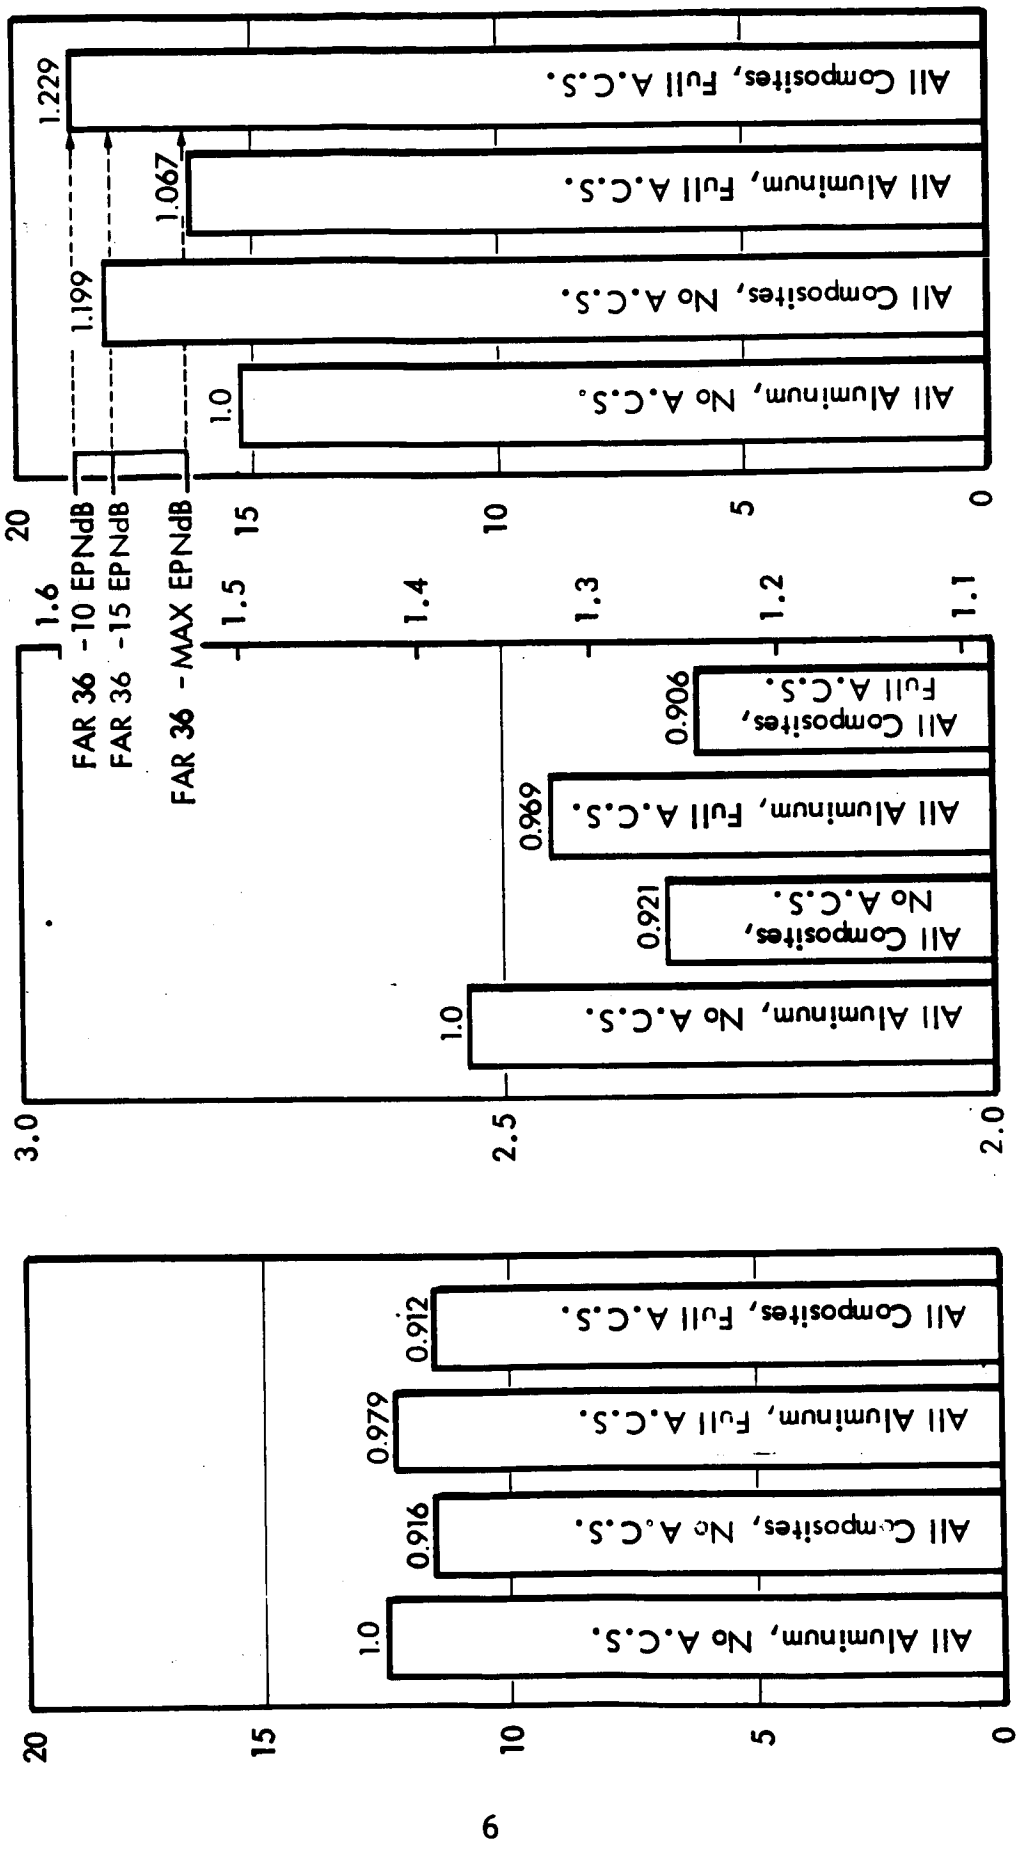 20
15
10
5
0
1.0
0.916
0.979
0.912
All Aluminum, No A.C.S.
All Composites, No A.C.S.
All Aluminum, Full A.C.S.
All Composites, Full A.C.S.
3.0
2.5
2.0
1.0
0.921
0.969
0.906
All Aluminum, No A.C.S.
All Composites,
No A.C.S.
All Aluminum, Full A.C.S.
All Composites,
Full A.C.S.
1.6
1.5
1.4
1.3
1.2
1.1
FAR 36 -10 EPNdB
FAR 36 -15 EPNdB
FAR 36 -MAX EPNdB
20
15
10
5
0
1.0
1.199
1.067
1.229
All Aluminum, No A.C.S.
All Composites, No A.C.S.
All Aluminum, Full A.C.S.
All Composites, Full A.C.S.
9